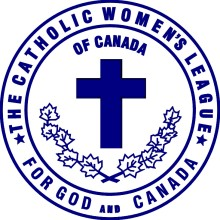 ★ THE CATHOLIC WOMEN'S LEAGUE ★
OF CANADA
FOR GOD AND CANADA